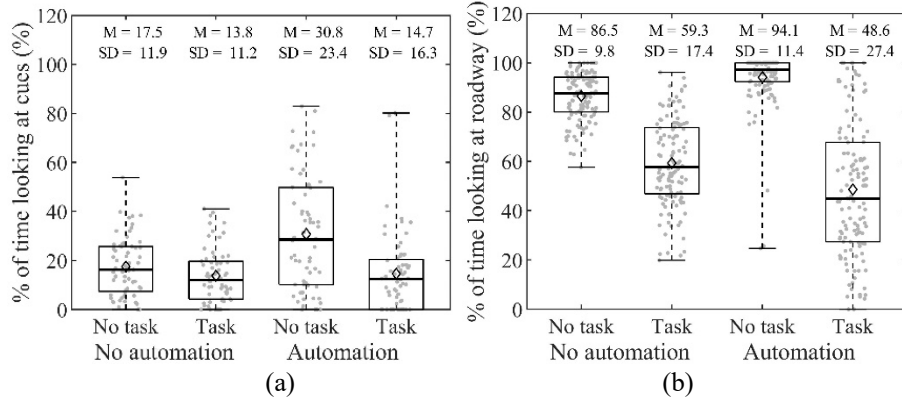 % of time looking at cues (%)
M = 17.5 M = 13.8 M = 30.8 M = 14.7
SD = 11.9 SD = 11.2 SD = 23.4 SD = 16.3
100
80
60
40
20
0
No task Task No task Task
No automation Automation
(a)
% of time looking at roadway (%)
M = 86.5 M = 59.3 M = 94.1 M = 48.6
SD = 9.8 SD = 17.4 SD = 11.4 SD = 27.4
120
100
80
60
40
20
0
No task Task No task Task
No automation Automation
(b)